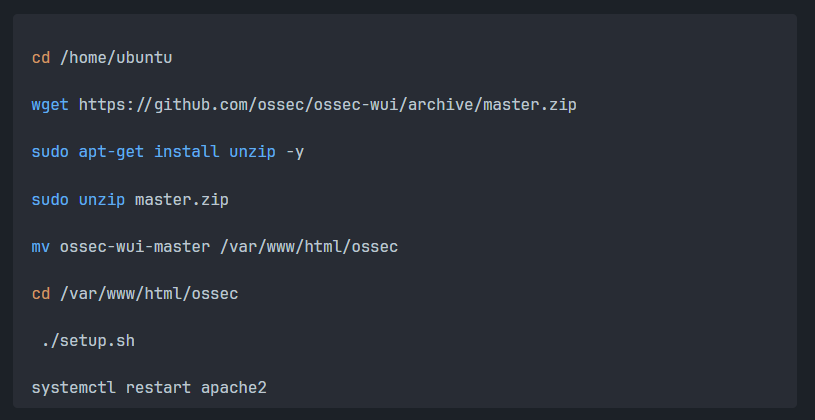 cd /home/ubuntu
wget https://github.com/ossec/ossec-wui/archive/master.zip
sudo apt-get install unzip -y
sudo unzip master.zip
mv ossec-wui-master /var/www/html/ossec
cd /var/www/html/ossec
./setup.sh
systemctl restart apache2